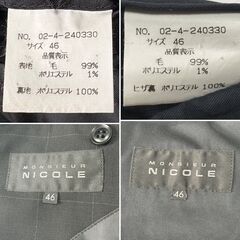 NO. 02-4-240330
サイズ 46
品質表示
表地 毛 99%
ポリエステル 1%
裏地 ポリエステル 100%
NO. 02-4-240330
サイズ 46
品質表示
毛 99%
ポリエステル 1%
ヒザ裏 ポリエステル 100%
MONSIEUR
NICOLE
46
MONSIEUR
NICOLE
46